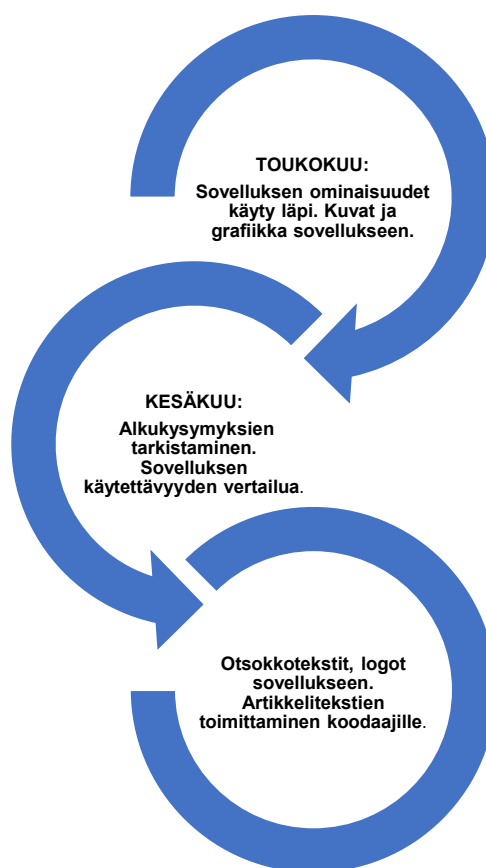 TOUKOKUU:
Sovelluksen ominaisuudet
käyty läpi. Kuvat ja
grafiikka sovellukseen.
KESÄKUU:
Alkukysymyksien
tarkistaminen.
Sovelluksen
käytettävyyden vertailua.
Otsokkotekstit, logot
sovellukseen.
Artikkelitekstien
toimittaminen koodaajille.